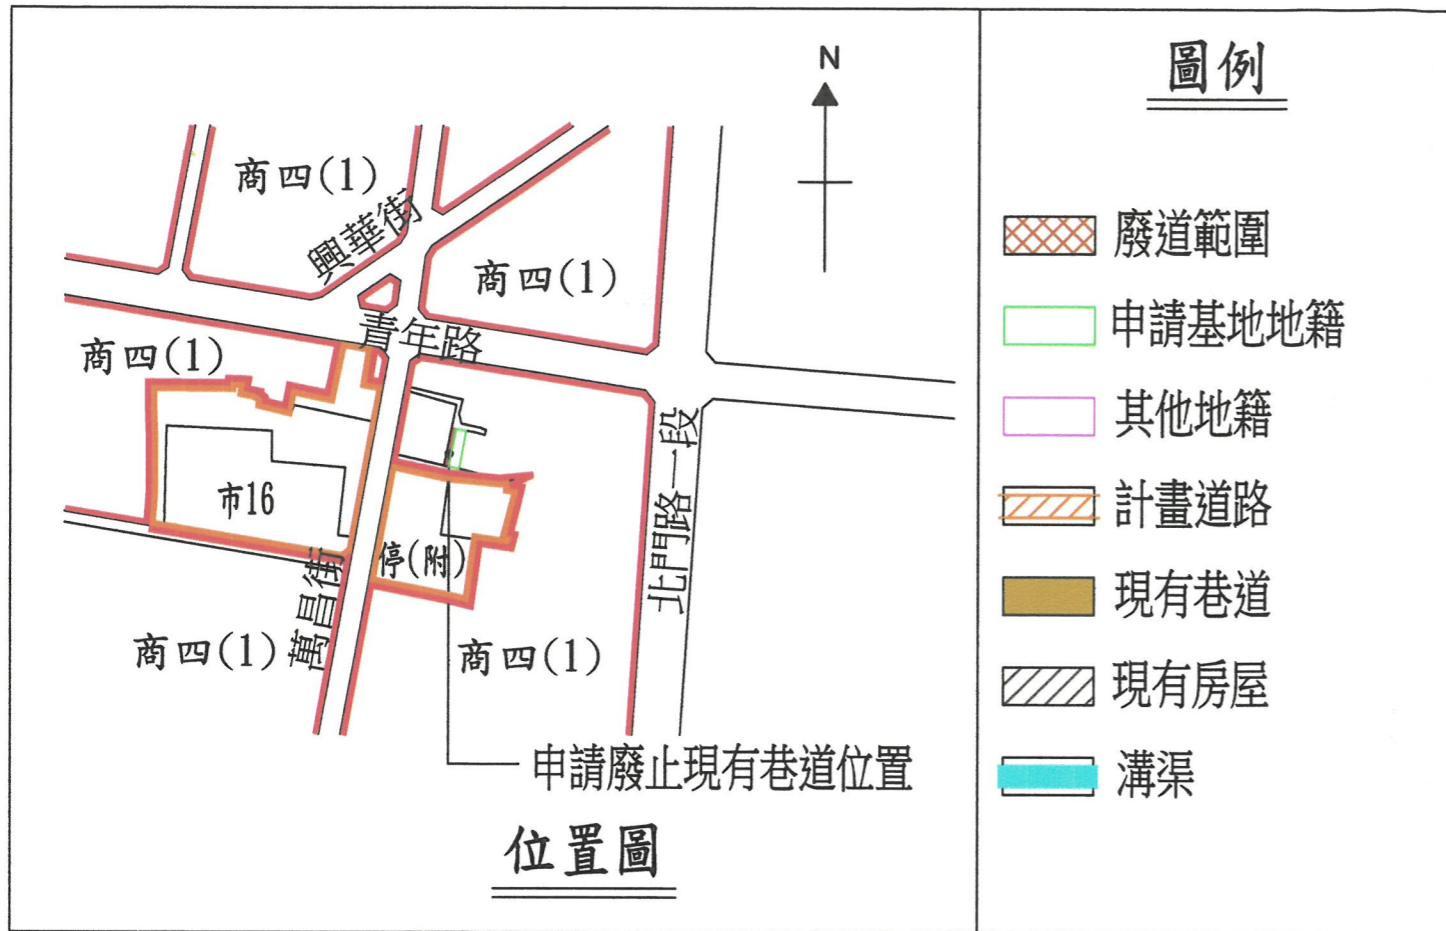 N
商四(1)
興華街
商四(1)
青年路
商四(1)
北門路一段
市16
停(附)
萬昌街
商四(1)
商四(1)
申請廢止現有巷道位置
位置圖
圖例
廢道範圍
申請基地地籍
其他地籍
計畫道路
現有巷道
現有房屋
溝渠